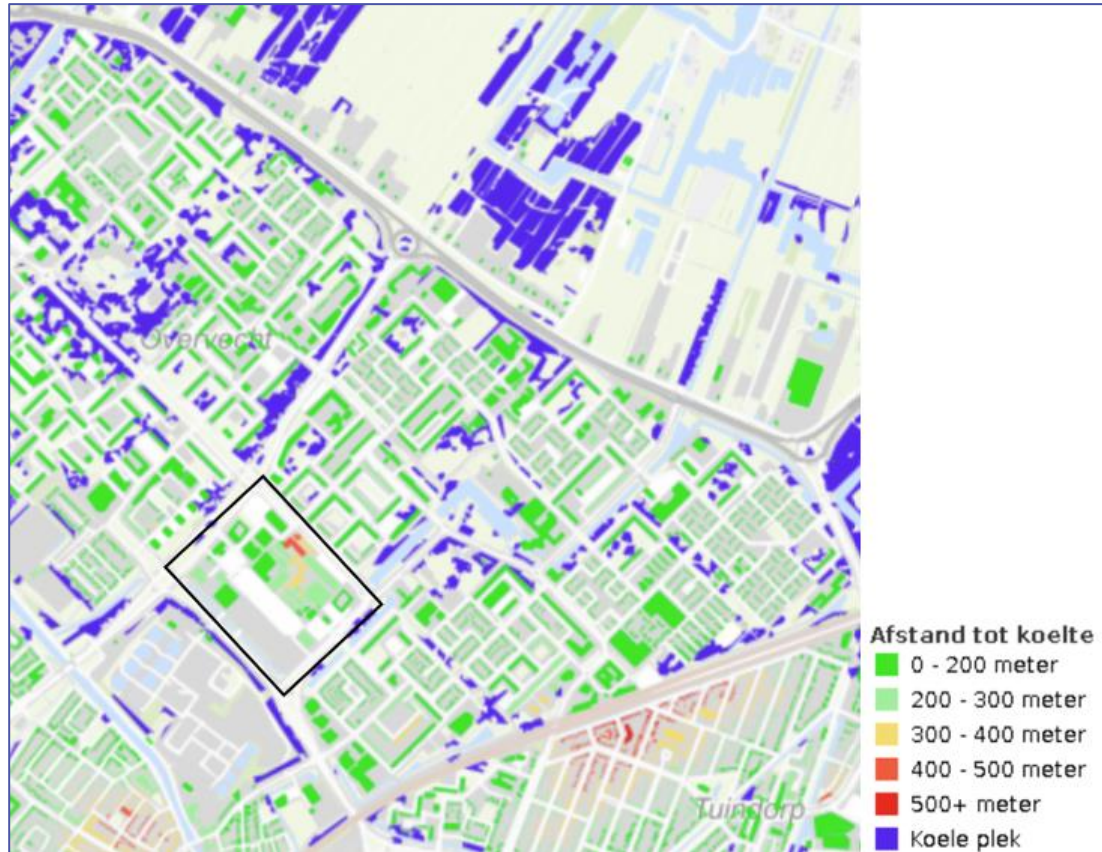 Overvecht
Tuindorp
Afstand tot koelte
0 - 200 meter
200 - 300 meter
300 - 400 meter
400 - 500 meter
500+ meter
Koele plek